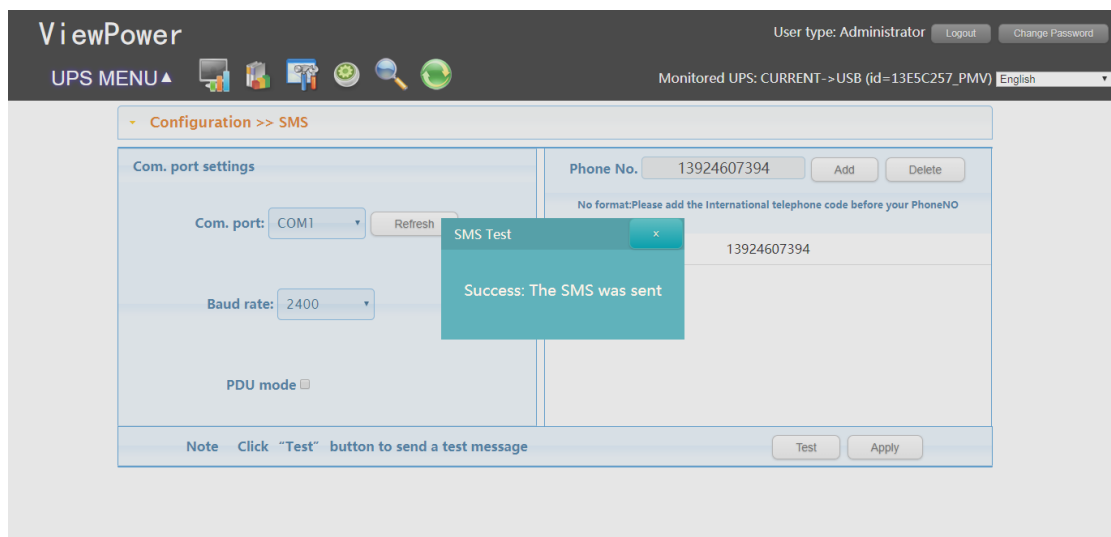 ViewPower
User type: Administrator Logout Change Password
UPS MENU▲
Monitored UPS: CURRENT->USB (id=13E5C257_PMV) English
Configuration >> SMS
Com. port settings
Com. port: COM1 Refresh
Baud rate: 2400
PDU mode
Phone No. 13924607394 Add Delete
No format:Please add the International telephone code before your PhoneNO
13924607394
SMS Test x
Success: The SMS was sent
Note Click “Test” button to send a test message
Test Apply